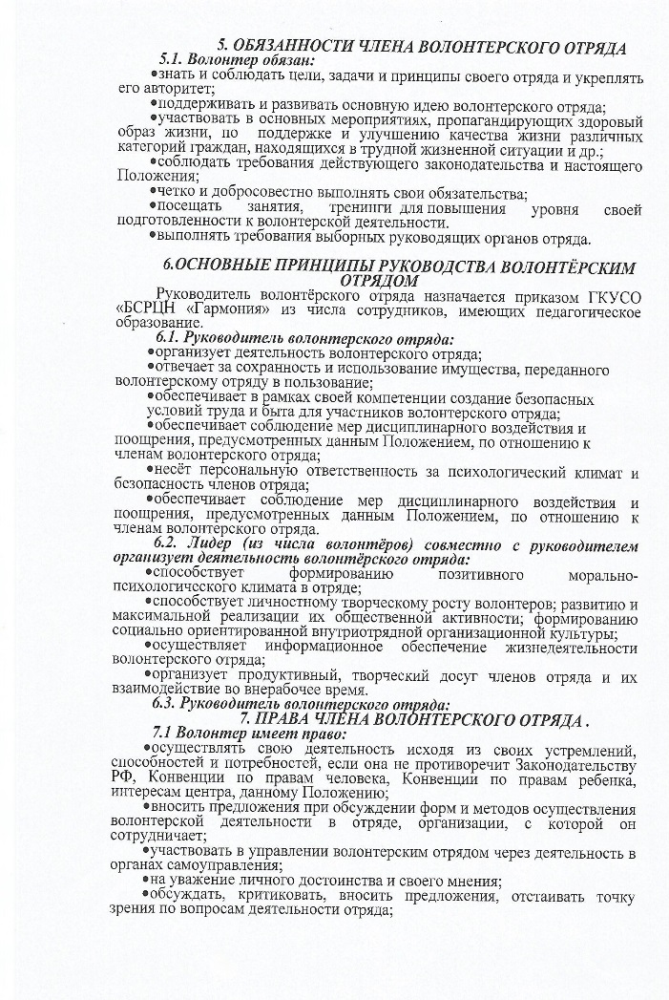 5. ОБЯЗАННОСТИ ЧЛЕНА ВОЛОНТЕРСКОГО ОТРЯДА
5.1. Волонтер обязан:
•знать и соблюдать цели, задачи и принципы своего отряда и укреплять
его авторитет;
•поддерживать и развивать основную идею волонтерского отряда;
•участвовать в основных мероприятиях, пропагандирующих здоровый
образ жизни, по поддержке и улучшению качества жизни различных
категорий граждан, находящихся в трудной жизненной ситуации и др.;
•соблюдать требования действующего законодательства и настоящего
Положения;
•четко и добросовестно выполнять свои обязательства;
•посещать занятия, тренинги для повышения уровня своей
подготовленности к волонтерской деятельности.
•выполнять требования выборных руководящих органов отряда.
6.ОСНОВНЫЕ ПРИНЦИПЫ РУКОВОДСТВА ВОЛОНТЁРСКИМ
ОТРЯДОМ
Руководитель волонтёрского отряда назначается приказом ГКУСО
«БСРЦН «Гармония» из числа сотрудников, имеющих педагогическое
образование.
6.1. Руководитель волонтерского отряда:
•организует деятельность волонтерского отряда;
•отвечает за сохранность и использование имущества, переданного
волонтерскому отряду в пользование;
•обеспечивает в рамках своей компетенции создание безопасных
условий труда и быта для участников волонтерского отряда;
•обеспечивает соблюдение мер дисциплинарного воздействия и
поощрения, предусмотренных данным Положением, по отношению к
членам волонтерского отряда;
•несёт персональную ответственность за психологический климат и
безопасность членов отряда;
•обеспечивает соблюдение мер дисциплинарного воздействия и
поощрения, предусмотренных данным Положением, по отношению к
членам волонтёрского отряда.
6.2. Лидер (из числа волонтёров) совместно с руководителем
организует деятельность волонтёрского отряда:
•способствует формированию позитивного морально-
психологического климата в отряде;
•способствует личностному творческому росту волонтеров; развитию и
максимальной реализации их общественной активности; формированию
социально ориентированной внутриотрядной организационной культуры;
•осуществляет информационное обеспечение жизнедеятельности
волонтерского отряда;
•организует продуктивный, творческий досуг членов отряда и их
взаимодействие во внерабочее время.
6.3. Руководитель волонтерского отряда:
7. ПРАВА ЧЛЕНА ВОЛОНТЕРСКОГО ОТРЯДА .
7.1 Волонтер имеет право:
•осуществлять свою деятельность исходя из своих устремлений,
способностей и потребностей, если она не противоречит Законодательству
РФ, Конвенции по правам человека, Конвенции по правам ребенка,
интересам центра, данному Положению;
•вносить предложения при обсуждении форм и методов осуществления
волонтерской деятельности в отряде, организации, с которой он
сотрудничает;
•участвовать в управлении волонтерским отрядом через деятельность в
органах самоуправления;
•на уважение личного достоинства и своего мнения;
•обсуждать, критиковать, вносить предложения, отстаивать точку
зрения по вопросам деятельности отряда;